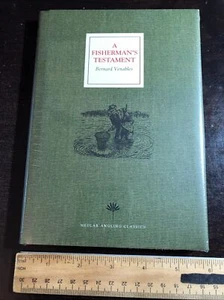 A
FISHERMAN'S
TESTAMENT
Bernard Venables
MEDLAR ANGLING CLASSICS